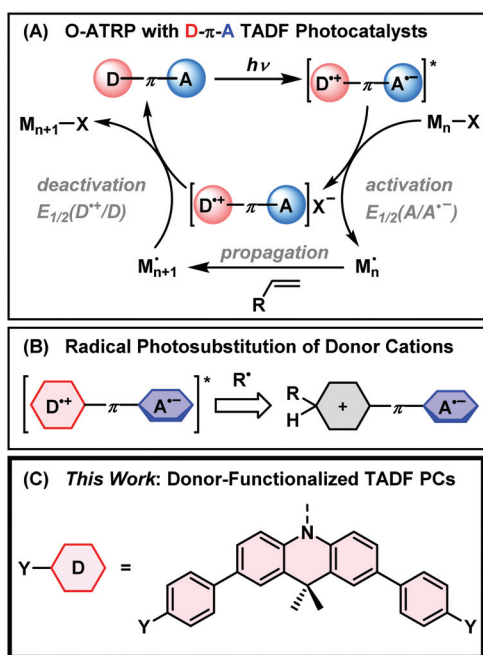 (A) O-ATRP with D-π-A TADF Photocatalysts
D π A hν [D•+ π A•−]*
Mn+1−X Mn−X
deactivation [D•+ π A]X− activation
E1/2(D•+/D) E1/2(A/A•−)
propagation
M•n+1 M•n
R
(B) Radical Photosubstitution of Donor Cations
[D•+ π A•−]* R• R H + π A•−
(C) This Work: Donor-Functionalized TADF PCs
Y D = N
Y Y